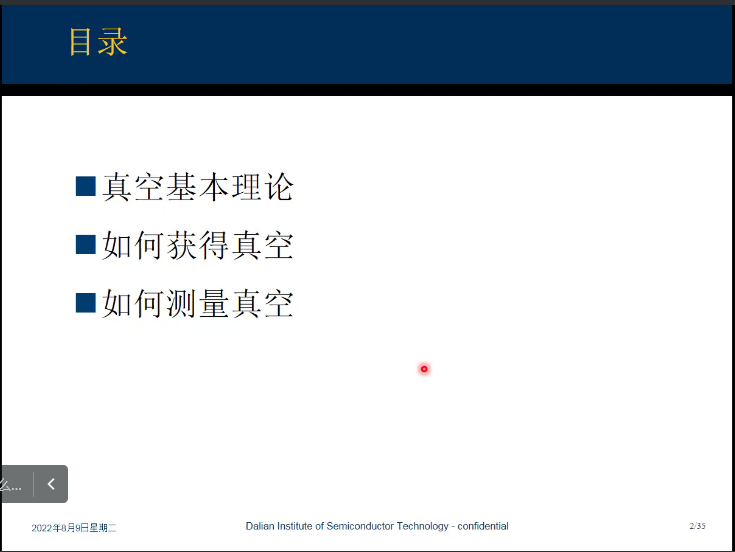 目录
真空基本理论
如何获得真空
如何测量真空
么...
2022年8月9日星期二
Dalian Institute of Semiconductor Technology - confidential
2/35